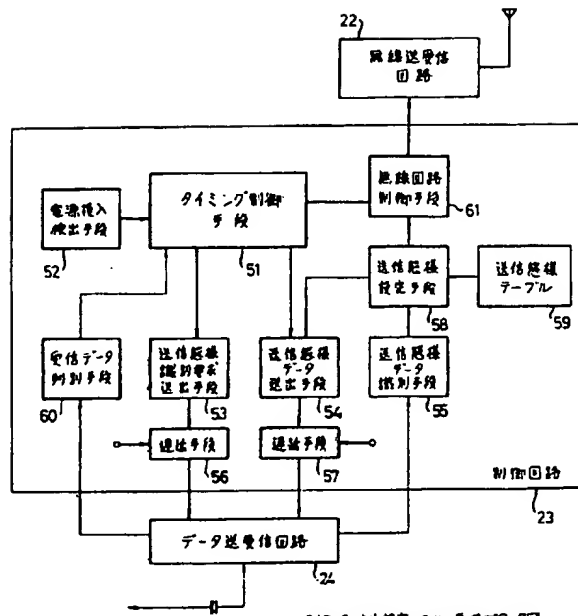 22
無線送受信
回路
電源投入
検出手段
52
タイミング制御
手段
51
無線回路
制御手段
61
送信態様
設定手段
58
送信態様
テーブル
59
受信データ
判別手段
60
送信態様
識別要求
送出手段
53
送信態様
データ
送出手段
54
送信態様
データ
識別手段
55
遅延手段
56
遅延手段
57
制御回路
23
データ送受信回路
24